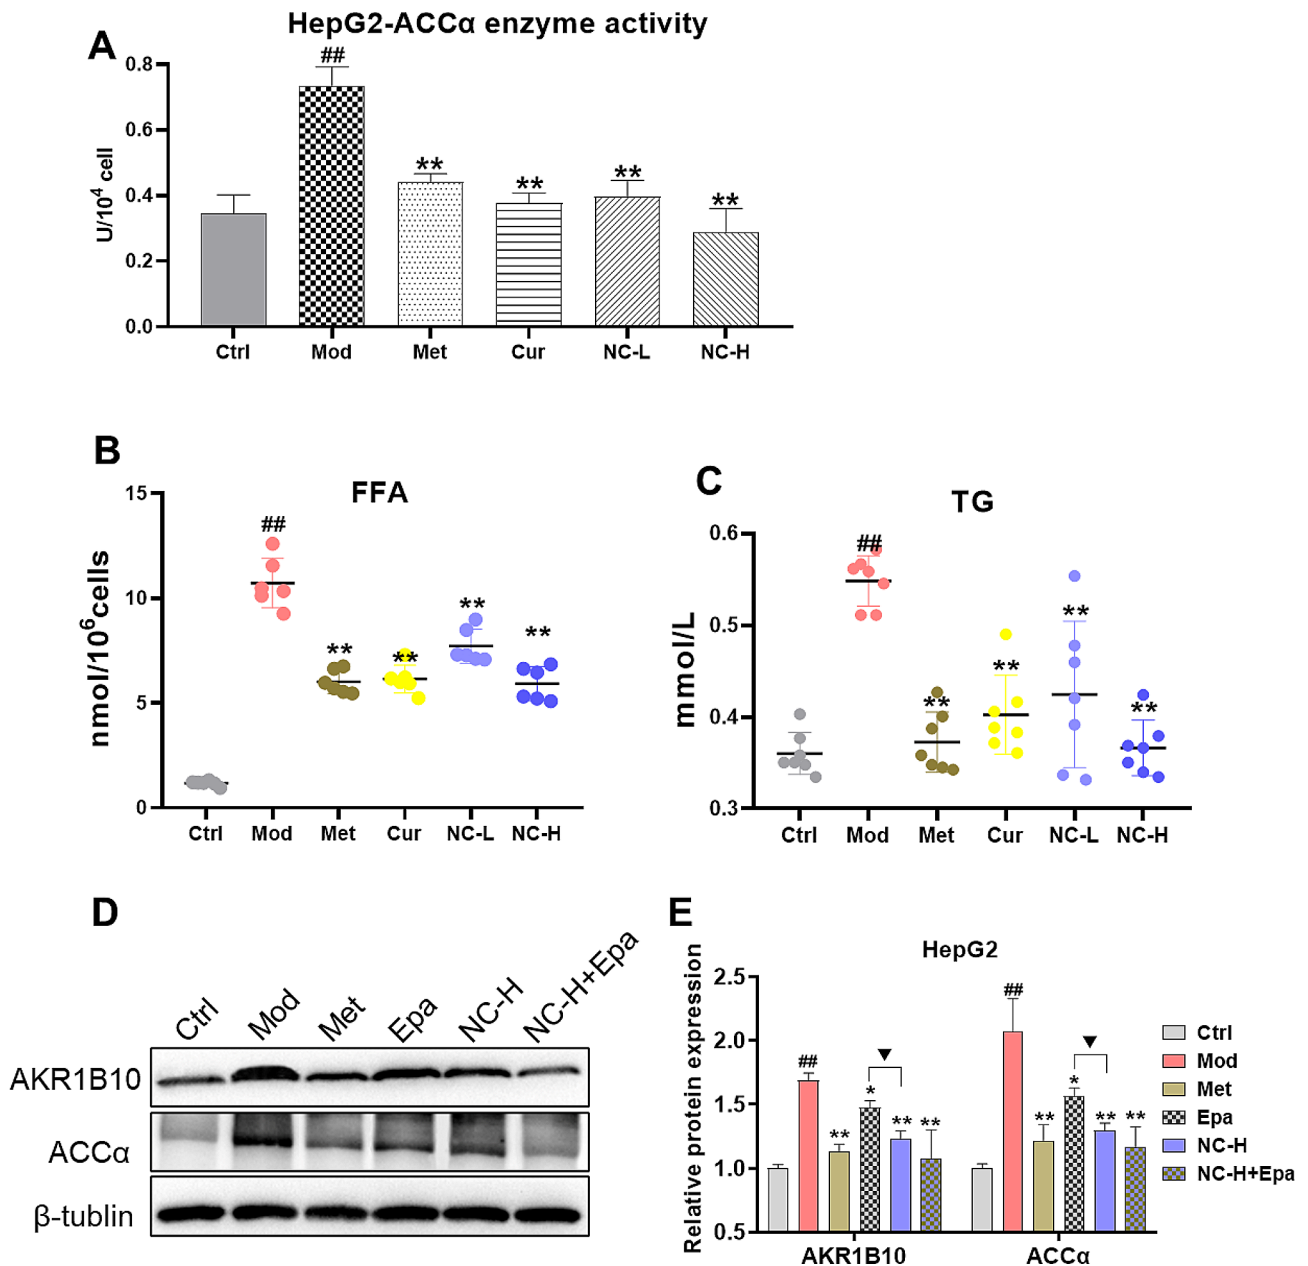 A
HepG2-ACCα enzyme activity
U/10^4 cell
0.8
0.6
0.4
0.2
0.0
##
**
**
**
**
Ctrl Mod Met Cur NC-L NC-H
B
FFA
nmol/10^6cells
15
10
5
0
##
**
**
**
**
Ctrl Mod Met Cur NC-L NC-H
C
TG
mmol/L
0.6
0.5
0.4
0.3
##
**
**
**
**
Ctrl Mod Met Cur NC-L NC-H
D
Ctrl Mod Met Epa NC-H NC-H+Epa
AKR1B10
ACCα
β-tublin
E
HepG2
Relative protein expression
2.5
2.0
1.5
1.0
0.5
## ** * ** **
## ** * ** **
AKR1B10 ACCα
Ctrl
Mod
Met
Epa
NC-H
NC-H+Epa